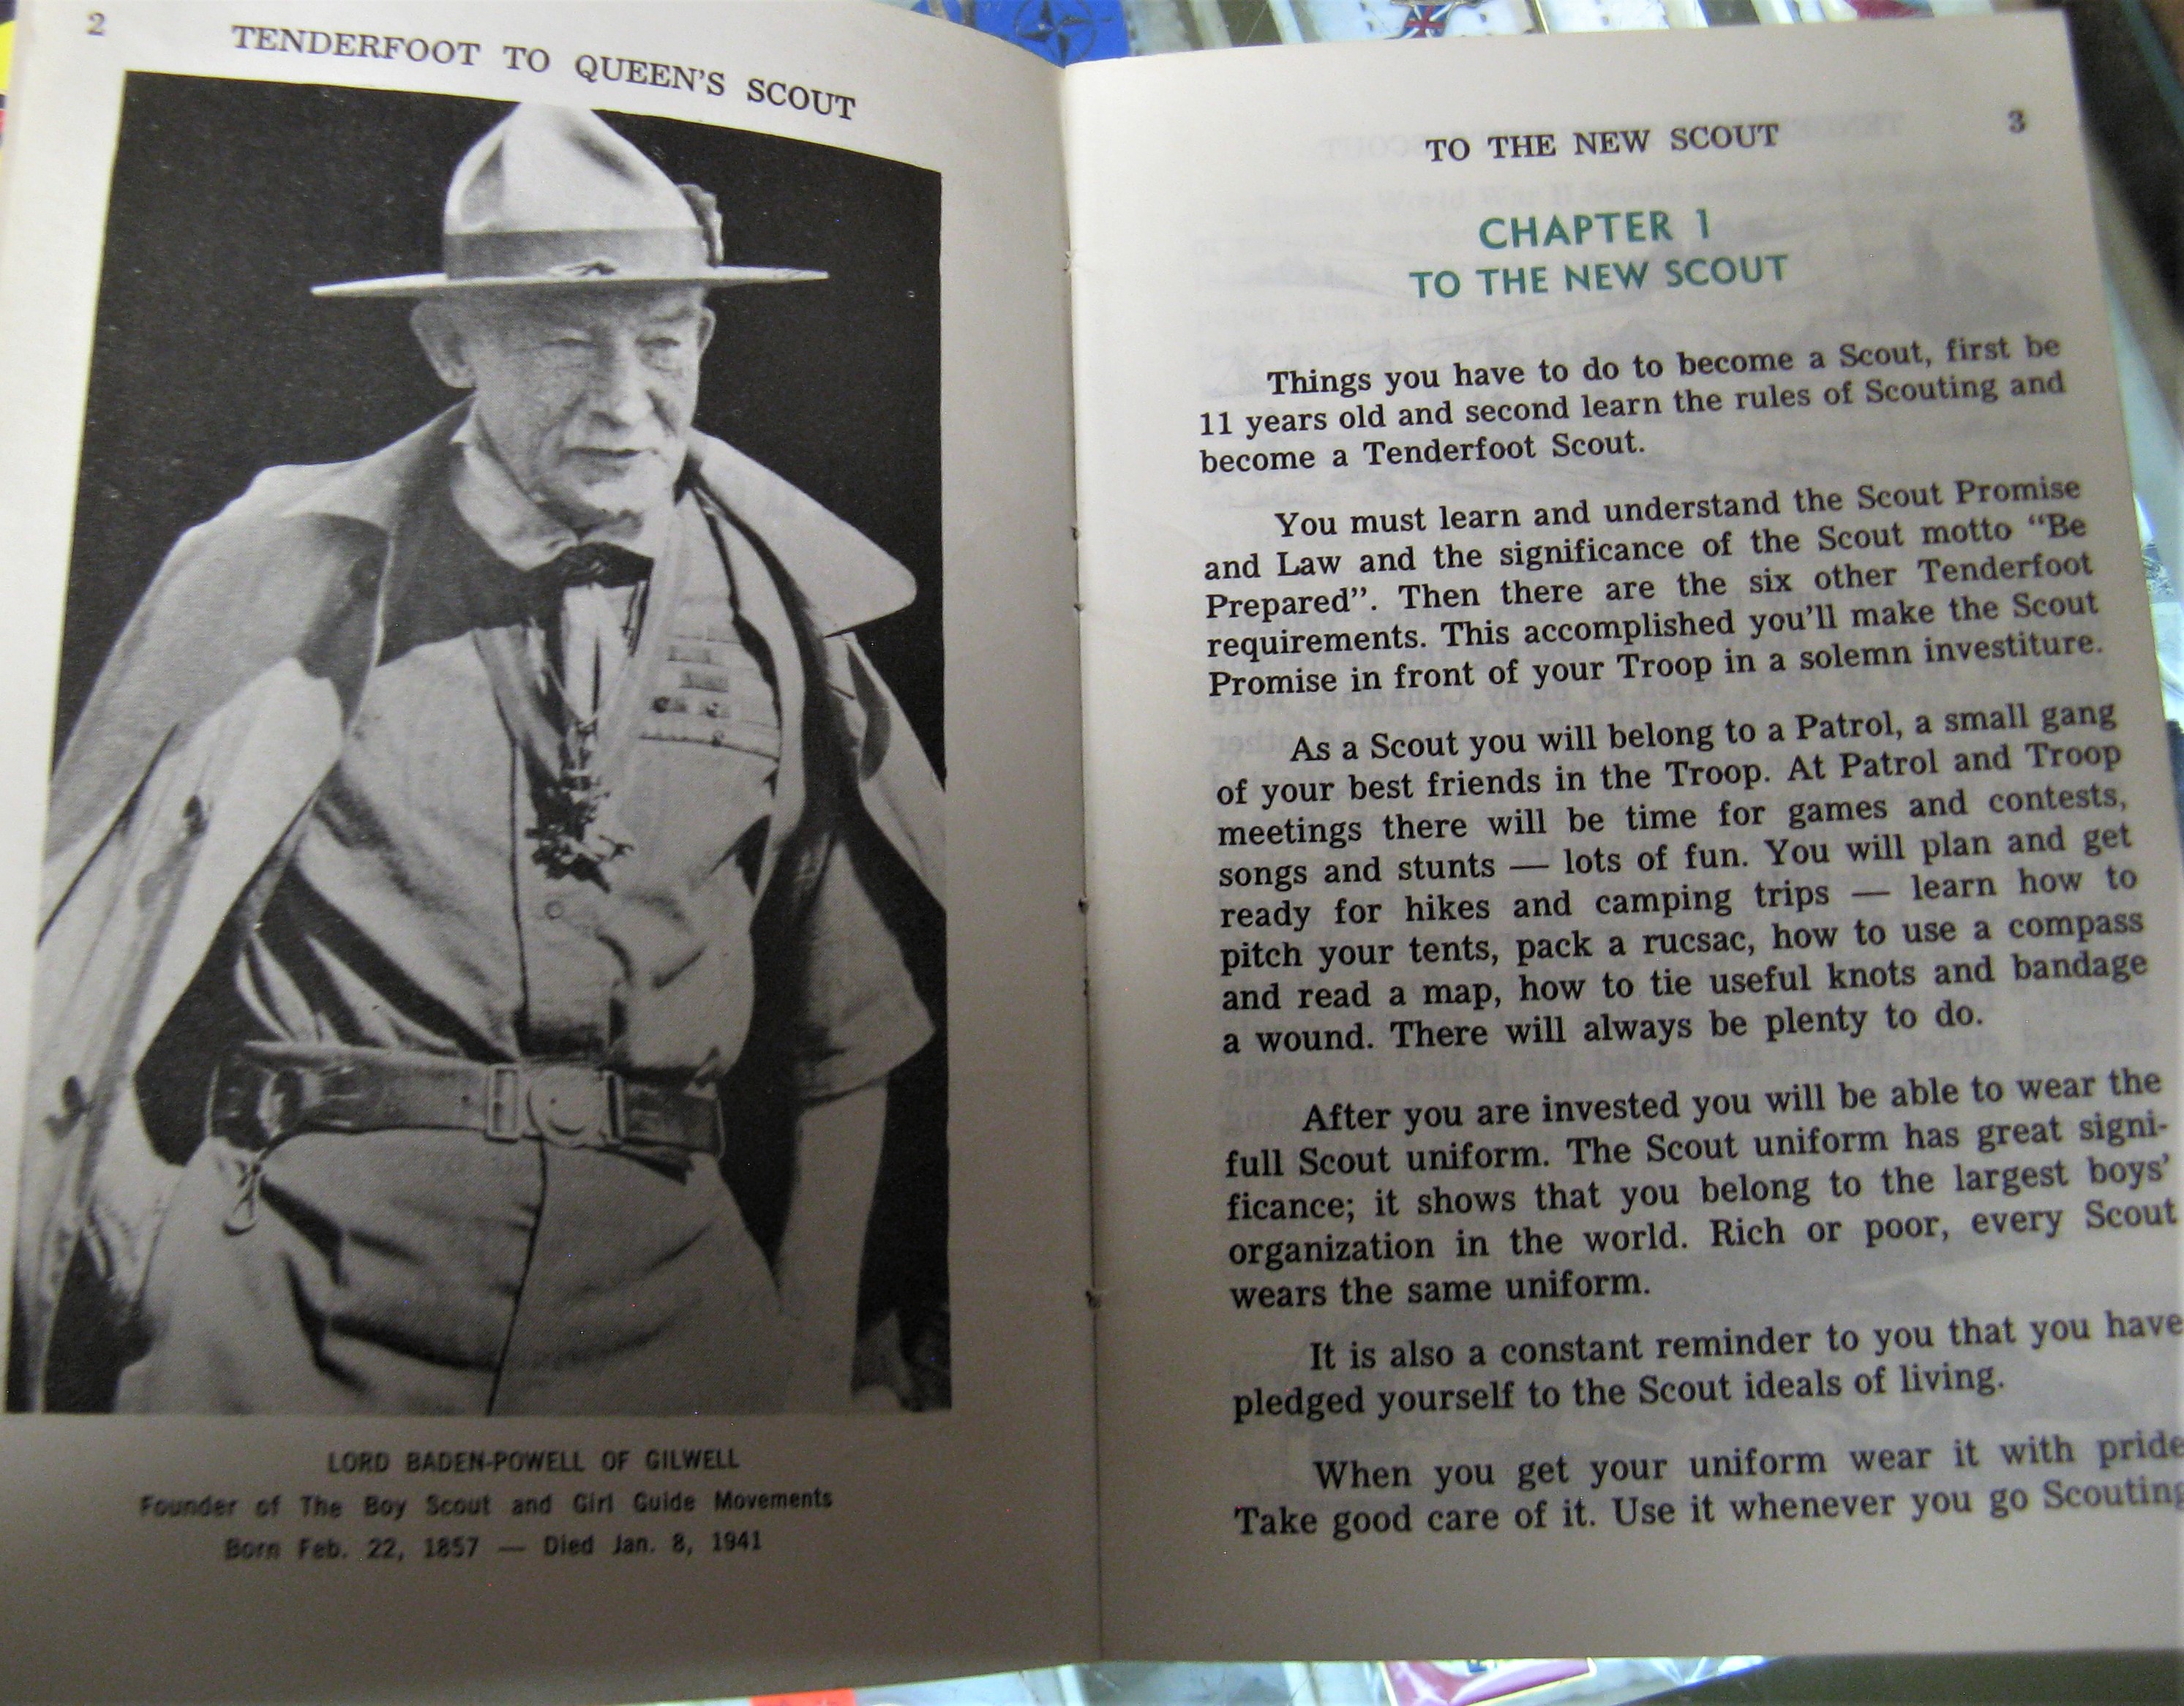 2
TENDERFOOT TO QUEEN'S SCOUT
LORD BADEN-POWELL OF GILWELL
Founder of The Boy Scout and Girl Guide Movements
Born Feb. 22, 1857 — Died Jan. 8, 1941
TO THE NEW SCOUT
3
CHAPTER 1
TO THE NEW SCOUT
Things you have to do to become a Scout, first be
11 years old and second learn the rules of Scouting and
become a Tenderfoot Scout.
You must learn and understand the Scout Promise
and Law and the significance of the Scout motto “Be
Prepared”. Then there are the six other Tenderfoot
requirements. This accomplished you’ll make the Scout
Promise in front of your Troop in a solemn investiture.
As a Scout you will belong to a Patrol, a small gang
of your best friends in the Troop. At Patrol and Troop
meetings there will be time for games and contests,
songs and stunts — lots of fun. You will plan and get
ready for hikes and camping trips — learn how to
pitch your tents, pack a rucsac, how to use a compass
and read a map, how to tie useful knots and bandage
a wound. There will always be plenty to do.
After you are invested you will be able to wear the
full Scout uniform. The Scout uniform has great signi-
ficance; it shows that you belong to the largest boys’
organization in the world. Rich or poor, every Scout
wears the same uniform.
It is also a constant reminder to you that you have
pledged yourself to the Scout ideals of living.
When you get your uniform wear it with pride
Take good care of it. Use it whenever you go Scouting